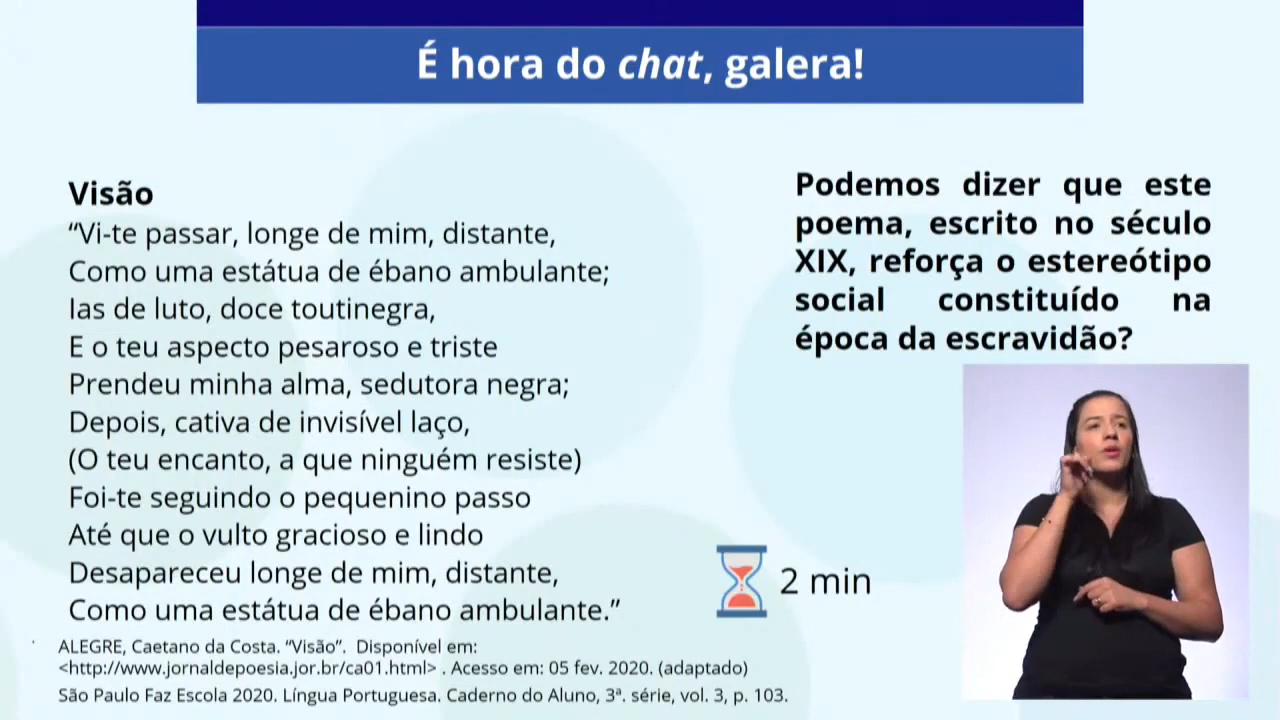 É hora do chat, galera!
Visão
“Vi-te passar, longe de mim, distante,
Como uma estátua de ébano ambulante;
Ias de luto, doce toutinegra,
E o teu aspecto pesaroso e triste
Prendeu minha alma, sedutora negra;
Depois, cativa de invisível laço,
(O teu encanto, a que ninguém resiste)
Foi-te seguindo o pequenino passo
Até que o vulto gracioso e lindo
Desapareceu longe de mim, distante,
Como uma estátua de ébano ambulante.”
Podemos dizer que este
poema, escrito no século
XIX, reforça o estereótipo
social constituído na
época da escravidão?
2 min
ALEGRE, Caetano da Costa. “Visão”. Disponível em:
<http://www.jornaldepoesia.jor.br/ca01.html> . Acesso em: 05 fev. 2020. (adaptado)
São Paulo Faz Escola 2020. Língua Portuguesa. Caderno do Aluno, 3ª. série, vol. 3, p. 103.